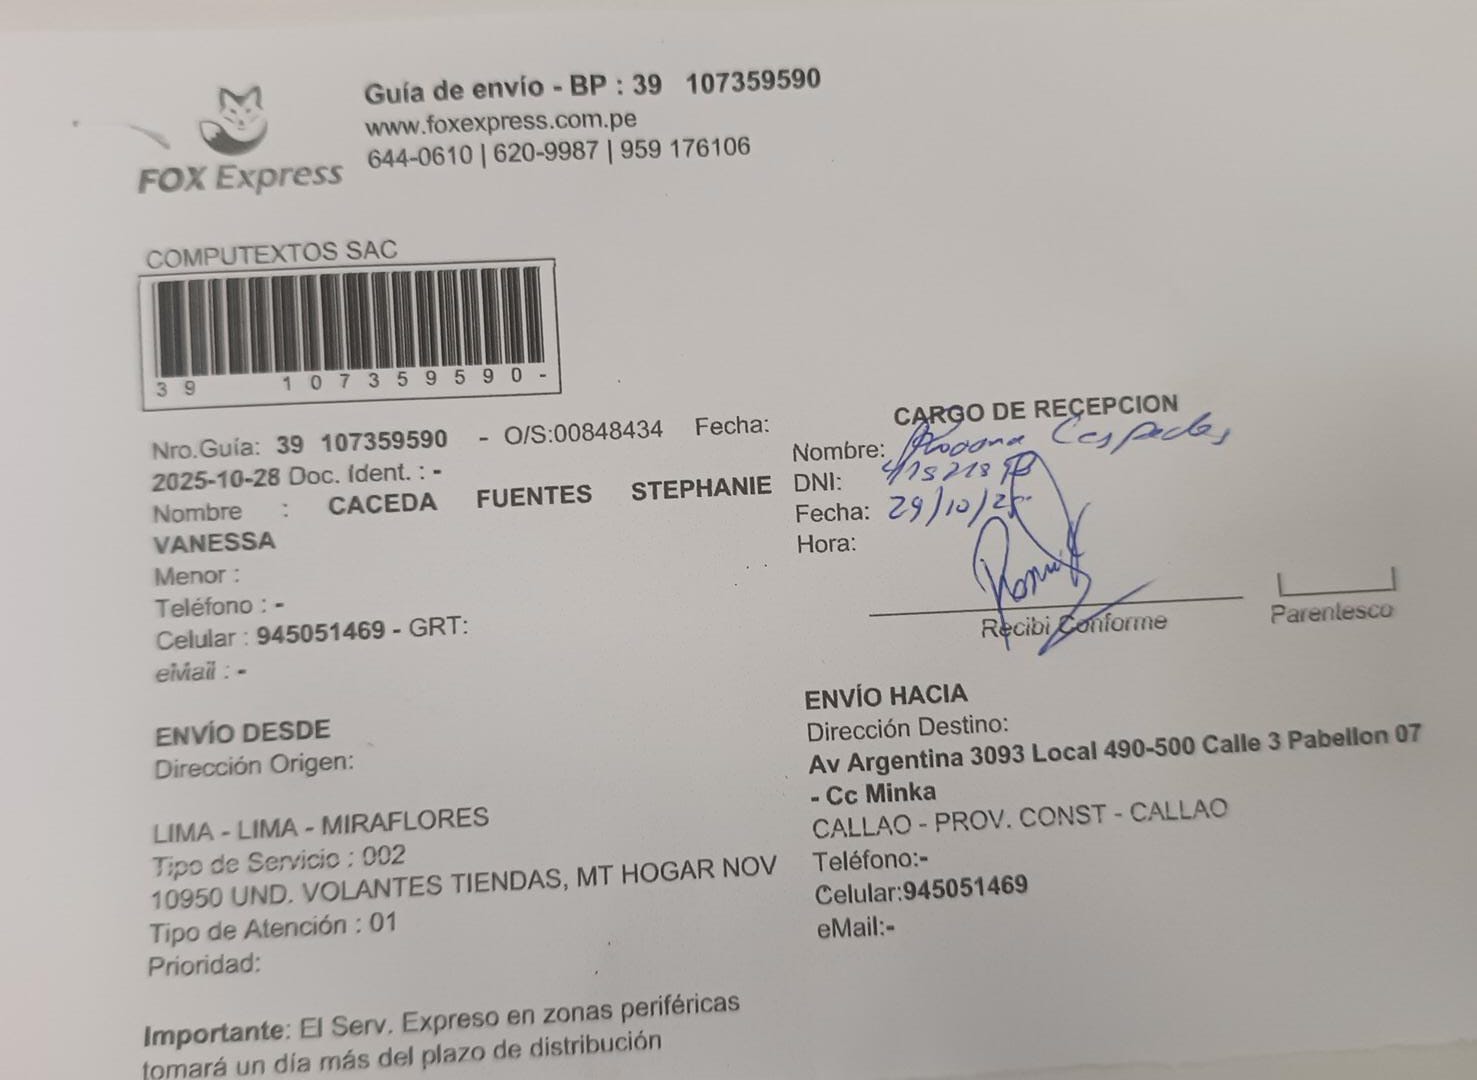 FOX Express
Guía de envío - BP : 39 107359590
www.foxexpress.com.pe
644-0610 | 620-9987 | 959 176106
COMPUTEXTOS SAC
39 107359590-
Nro.Guía: 39 107359590 - O/S:00848434 Fecha:
2025-10-28 Doc. Ident. : -
Nombre : CACEDA FUENTES STEPHANIE
VANESSA
Menor :
Teléfono : -
Celular : 945051469 - GRT:
eMail : -
CARGO DE RECEPCION
Nombre: Cespedes
DNI:
Fecha: 29/10/25
Hora:
Recibi Conforme
Parentesco
ENVÍO DESDE
Dirección Origen:
LIMA - LIMA - MIRAFLORES
Tipo de Servicio : 002
10950 UND. VOLANTES TIENDAS, MT HOGAR NOV
Tipo de Atención : 01
Prioridad:
ENVÍO HACIA
Dirección Destino:
Av Argentina 3093 Local 490-500 Calle 3 Pabellon 07
- Cc Minka
CALLAO - PROV. CONST - CALLAO
Teléfono:-
Celular:945051469
eMail:-
Importante: El Serv. Expreso en zonas periféricas
tomará un día más del plazo de distribución